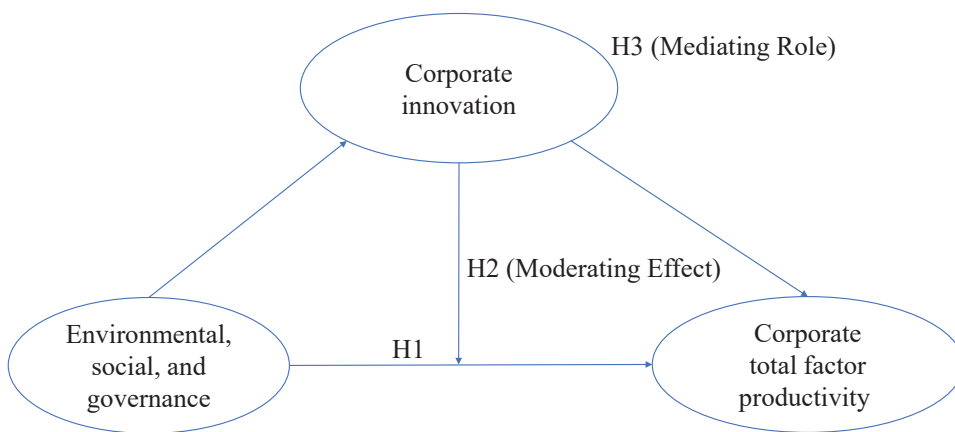 H3 (Mediating Role)
Corporate
innovation
H2 (Moderating Effect)
H1
Environmental,
social, and
governance
Corporate
total factor
productivity